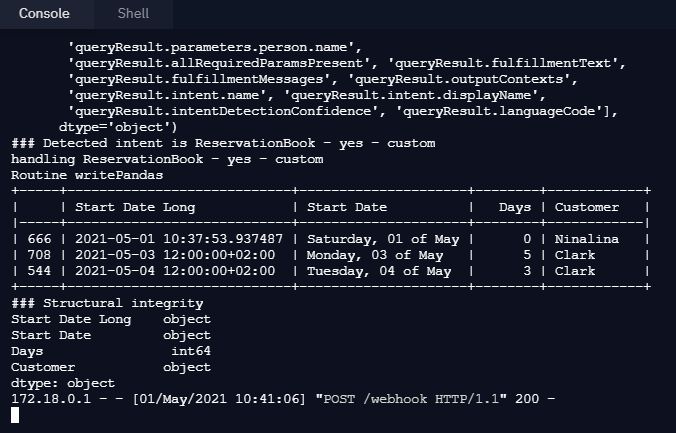 Console Shell
'queryResult.parameters.person.name',
'queryResult.allRequiredParamsPresent', 'queryResult.fulfillmentText',
'queryResult.fulfillmentMessages', 'queryResult.outputContexts',
'queryResult.intent.name', 'queryResult.intent.displayName',
'queryResult.intentDetectionConfidence', 'queryResult.languageCode'],
dtype='object')
### Detected intent is ReservationBook - yes - custom
handling ReservationBook - yes - custom
Routine writePandas
+-----+----------------------------+------------------------+--------+------------+
|     | Start Date Long            | Start Date             |   Days | Customer   |
|-----+----------------------------+------------------------+--------+------------|
| 666 | 2021-05-01 10:37:53.937487 | Saturday, 01 of May |      0 | Ninalina   |
| 708 | 2021-05-03 12:00:00+02:00  | Monday, 03 of May   |      5 | Clark      |
| 544 | 2021-05-04 12:00:00+02:00  | Tuesday, 04 of May  |      3 | Clark      |
+-----+----------------------------+------------------------+--------+------------+
### Structural integrity
Start Date Long    object
Start Date         object
Days                int64
Customer           object
dtype: object
172.18.0.1 - - [01/May/2021 10:41:06] "POST /webhook HTTP/1.1" 200 -